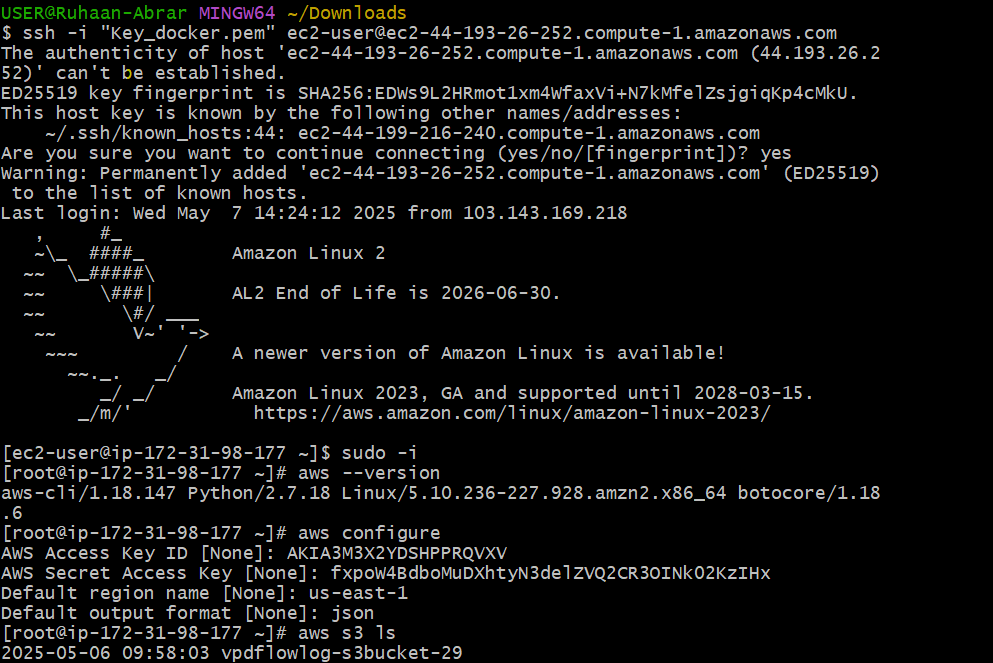 USER@Ruhaan-Abrar MINGW64 ~/Downloads
$ ssh -i "Key_docker.pem" ec2-user@ec2-44-193-26-252.compute-1.amazonaws.com
The authenticity of host 'ec2-44-193-26-252.compute-1.amazonaws.com (44.193.26.2
52)' can't be established.
ED25519 key fingerprint is SHA256:EDWs9L2HRmot1xm4WfaxVi+N7kMfelZsjgiqKp4cMkU.
This host key is known by the following other names/addresses:
    ~/.ssh/known_hosts:44: ec2-44-199-216-240.compute-1.amazonaws.com
Are you sure you want to continue connecting (yes/no/[fingerprint])? yes
Warning: Permanently added 'ec2-44-193-26-252.compute-1.amazonaws.com' (ED25519)
 to the list of known hosts.
Last login: Wed May  7 14:24:12 2025 from 103.143.169.218
   ,     #_
   ~\_  ####_        Amazon Linux 2
  ~~  \_#####\
  ~~     \###|       AL2 End of Life is 2026-06-30.
  ~~       \#/ ___
   ~~       V~' '->
    ~~~         /    A newer version of Amazon Linux is available!
      ~~._.   _/
         _/ _/       Amazon Linux 2023, GA and supported until 2028-03-15.
       _/m/'           https://aws.amazon.com/linux/amazon-linux-2023/
[ec2-user@ip-172-31-98-177 ~]$ sudo -i
[root@ip-172-31-98-177 ~]# aws --version
aws-cli/1.18.147 Python/2.7.18 Linux/5.10.236-227.928.amzn2.x86_64 botocore/1.18
.6
[root@ip-172-31-98-177 ~]# aws configure
AWS Access Key ID [None]: AKIA3M3X2YDSHPPRQVXV
AWS Secret Access Key [None]: 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
Default region name [None]: us-east-1
Default output format [None]: json
[root@ip-172-31-98-177 ~]# aws s3 ls
2025-05-06 09:58:03 vpdflowlog-s3bucket-29